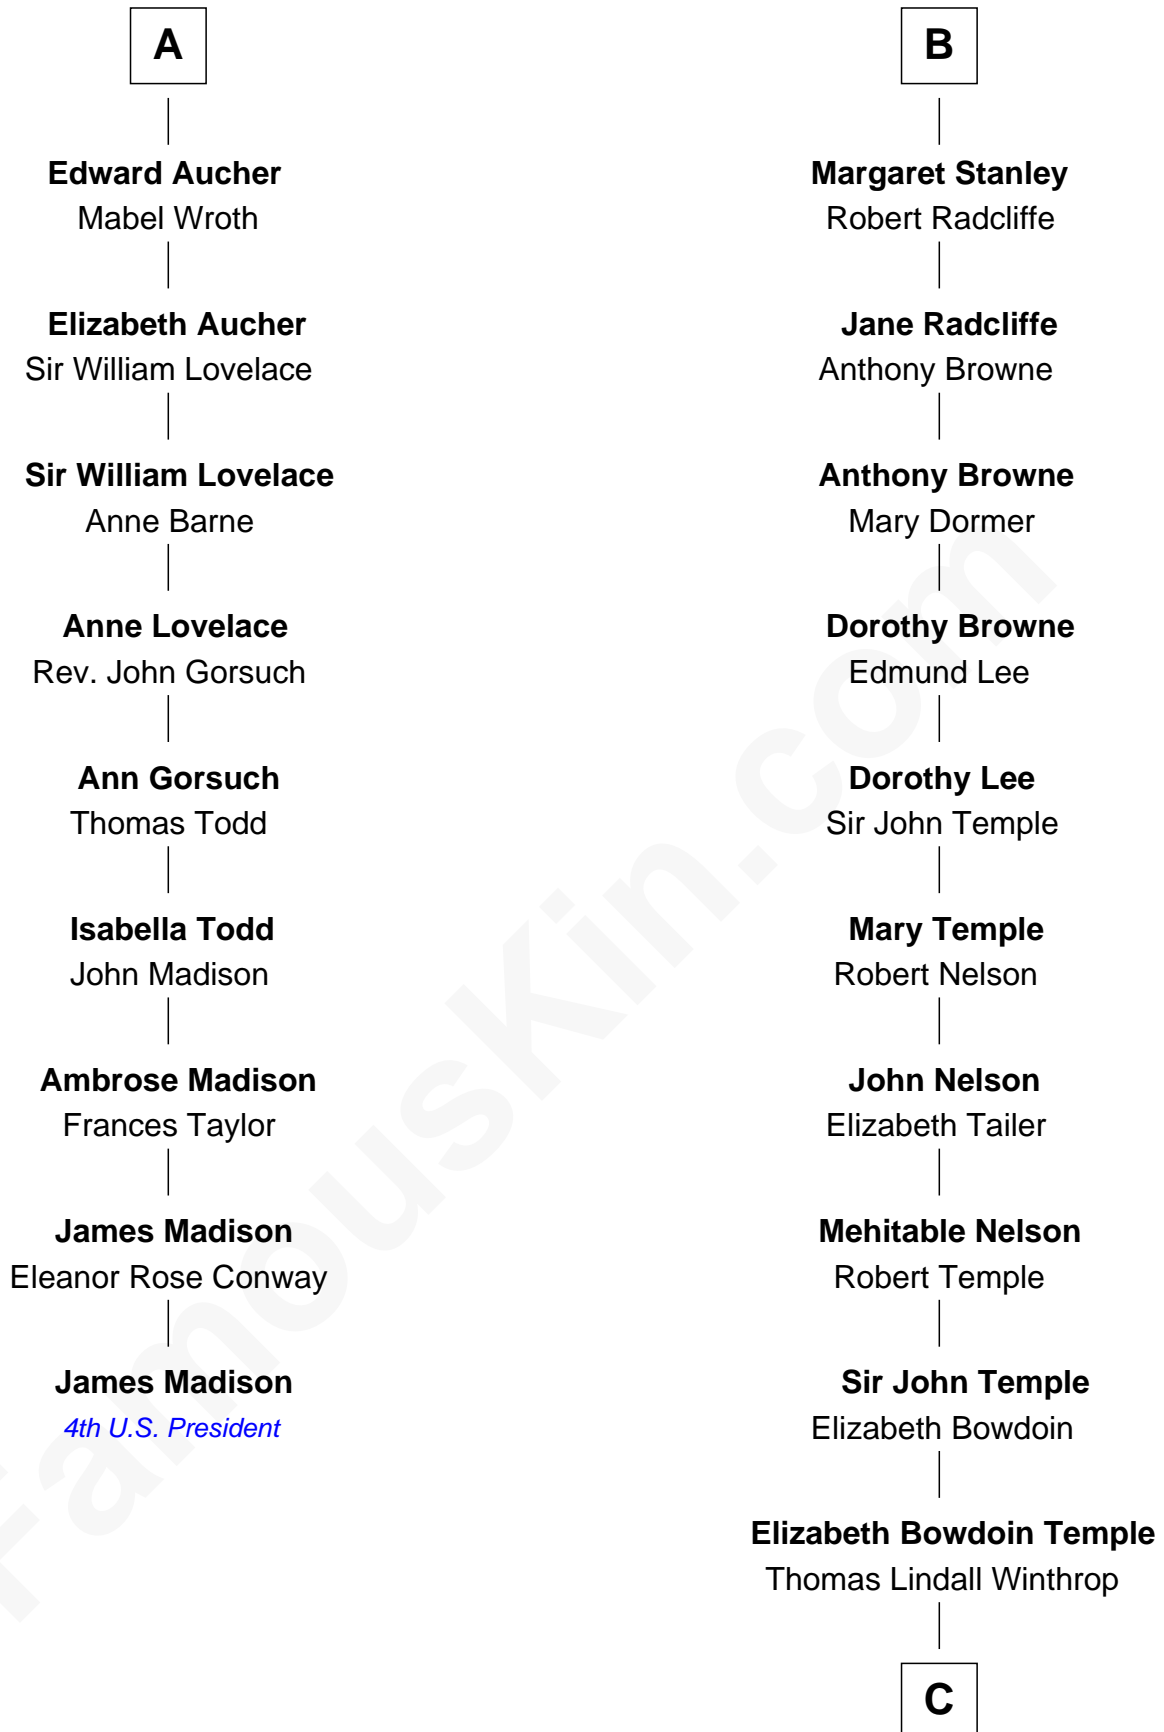 A
Edward Aucher
Mabel Wroth
Elizabeth Aucher
Sir William Lovelace
Sir William Lovelace
Anne Barne
Anne Lovelace
Rev. John Gorsuch
Ann Gorsuch
Thomas Todd
Isabella Todd
John Madison
Ambrose Madison
Frances Taylor
James Madison
Eleanor Rose Conway
James Madison
4th U.S. President
B
Margaret Stanley
Robert Radcliffe
Jane Radcliffe
Anthony Browne
Anthony Browne
Mary Dormer
Dorothy Browne
Edmund Lee
Dorothy Lee
Sir John Temple
Mary Temple
Robert Nelson
John Nelson
Elizabeth Tailer
Mehitable Nelson
Robert Temple
Sir John Temple
Elizabeth Bowdoin
Elizabeth Bowdoin Temple
Thomas Lindall Winthrop
C
FamousKin.com